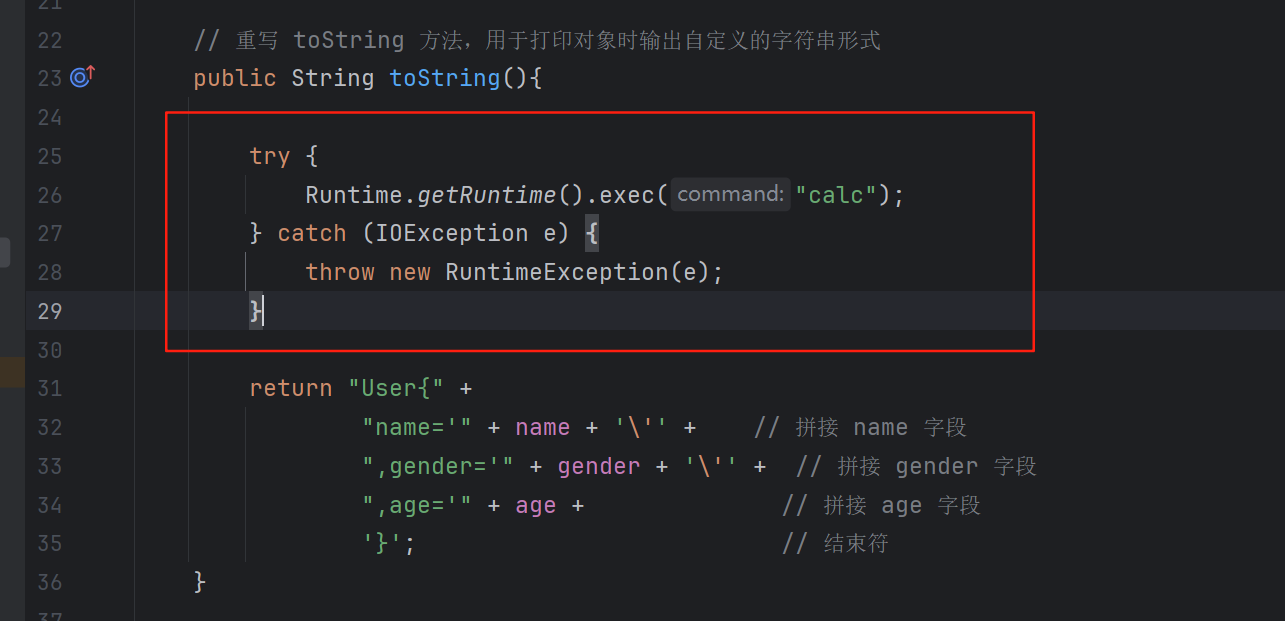 21
22 // 重写 toString 方法，用于打印对象时输出自定义的字符串形式
23 public String toString(){
24
25 try {
26 Runtime.getRuntime().exec( command: "calc");
27 } catch (IOException e) {
28 throw new RuntimeException(e);
29 }
30
31 return "User{" +
32 "name='" + name + '\'' + // 拼接 name 字段
33 ",gender='" + gender + '\'' + // 拼接 gender 字段
34 ",age='" + age + // 拼接 age 字段
35 '}'; // 结束符
36 }
37